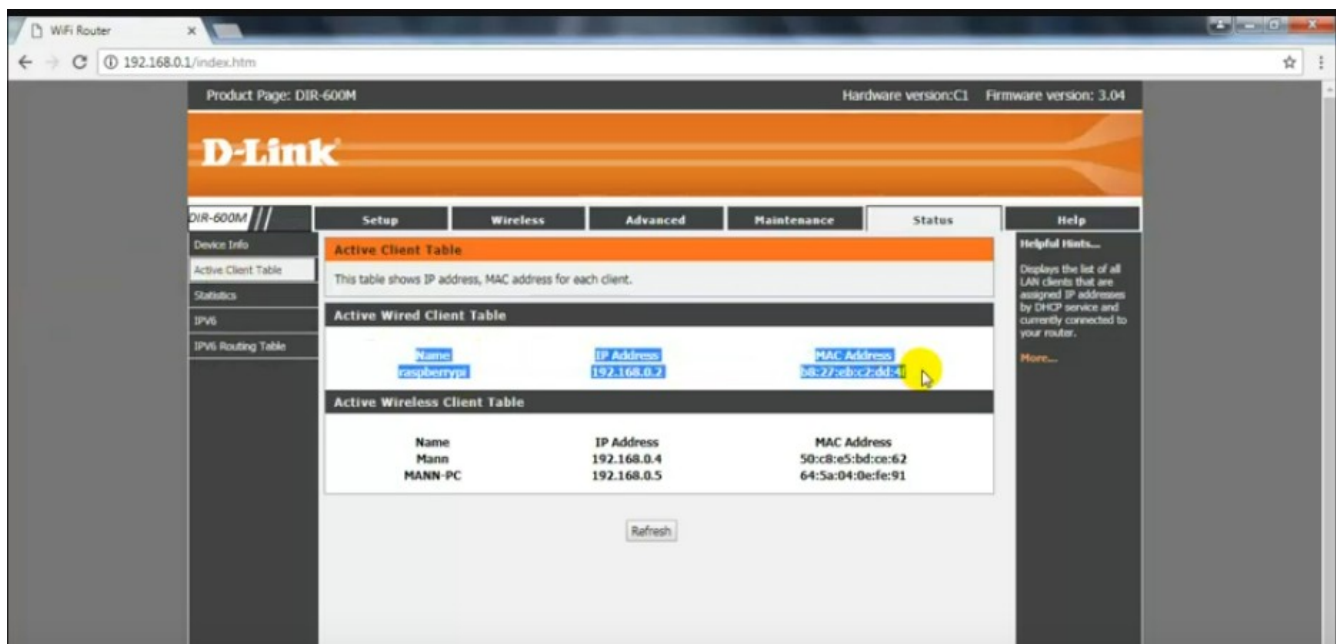 WiFi Router
192.168.0.1/index.htm
Product Page: DIR-600M Hardware version:C1 Firmware version: 3.04
D-Link
DIR-600M Setup Wireless Advanced Maintenance Status Help
Device Info
Active Client Table
Statistics
IPV6
IPV6 Routing Table
Active Client Table
This table shows IP address, MAC address for each client.
Active Wired Client Table
Name IP Address MAC Address
raspberrypi 192.168.0.2
Active Wireless Client Table
Name IP Address MAC Address
Mann 192.168.0.4 50:c8:e5:bd:ce:62
MANN-PC 192.168.0.5 64:5a:04:0e:fe:91
Refresh
Helpful Hints...
Displays the list of all
LAN clients that are
assigned IP addresses
by DHCP service and
currently connected to
your router.
More...